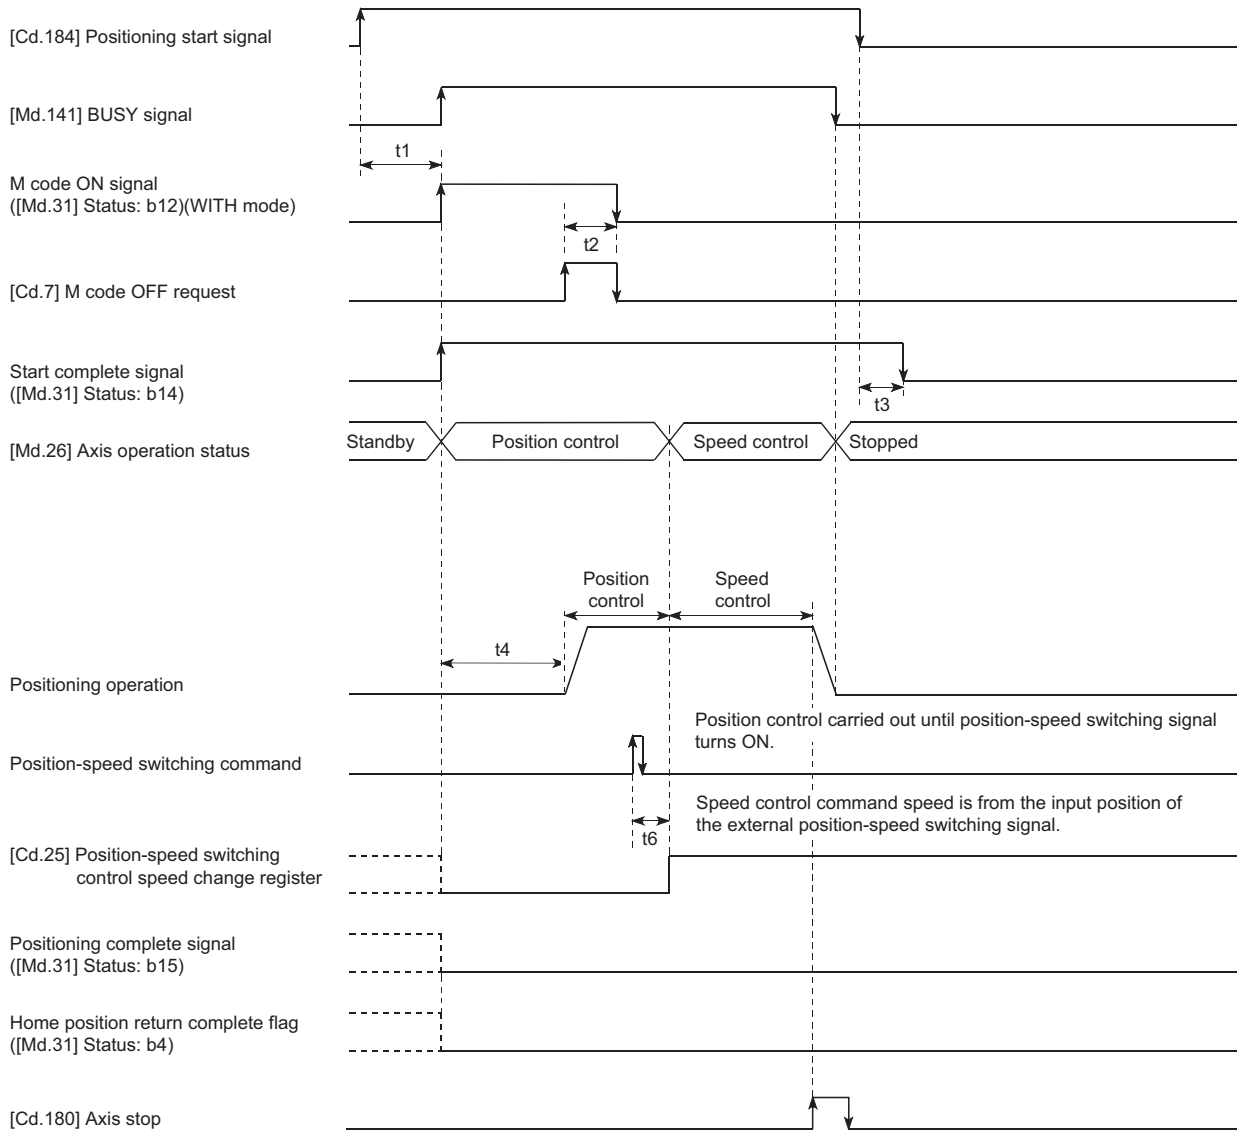 [Cd.184] Positioning start signal
[Md.141] BUSY signal
t1
M code ON signal
([Md.31] Status: b12)(WITH mode)
t2
[Cd.7] M code OFF request
Start complete signal
([Md.31] Status: b14)
t3
[Md.26] Axis operation status
Standby
Position control
Speed control
Stopped
Position
control
Speed
control
t4
Positioning operation
Position control carried out until position-speed switching signal
turns ON.
Position-speed switching command
Speed control command speed is from the input position of
the external position-speed switching signal.
t6
[Cd.25] Position-speed switching
control speed change register
Positioning complete signal
([Md.31] Status: b15)
Home position return complete flag
([Md.31] Status: b4)
[Cd.180] Axis stop